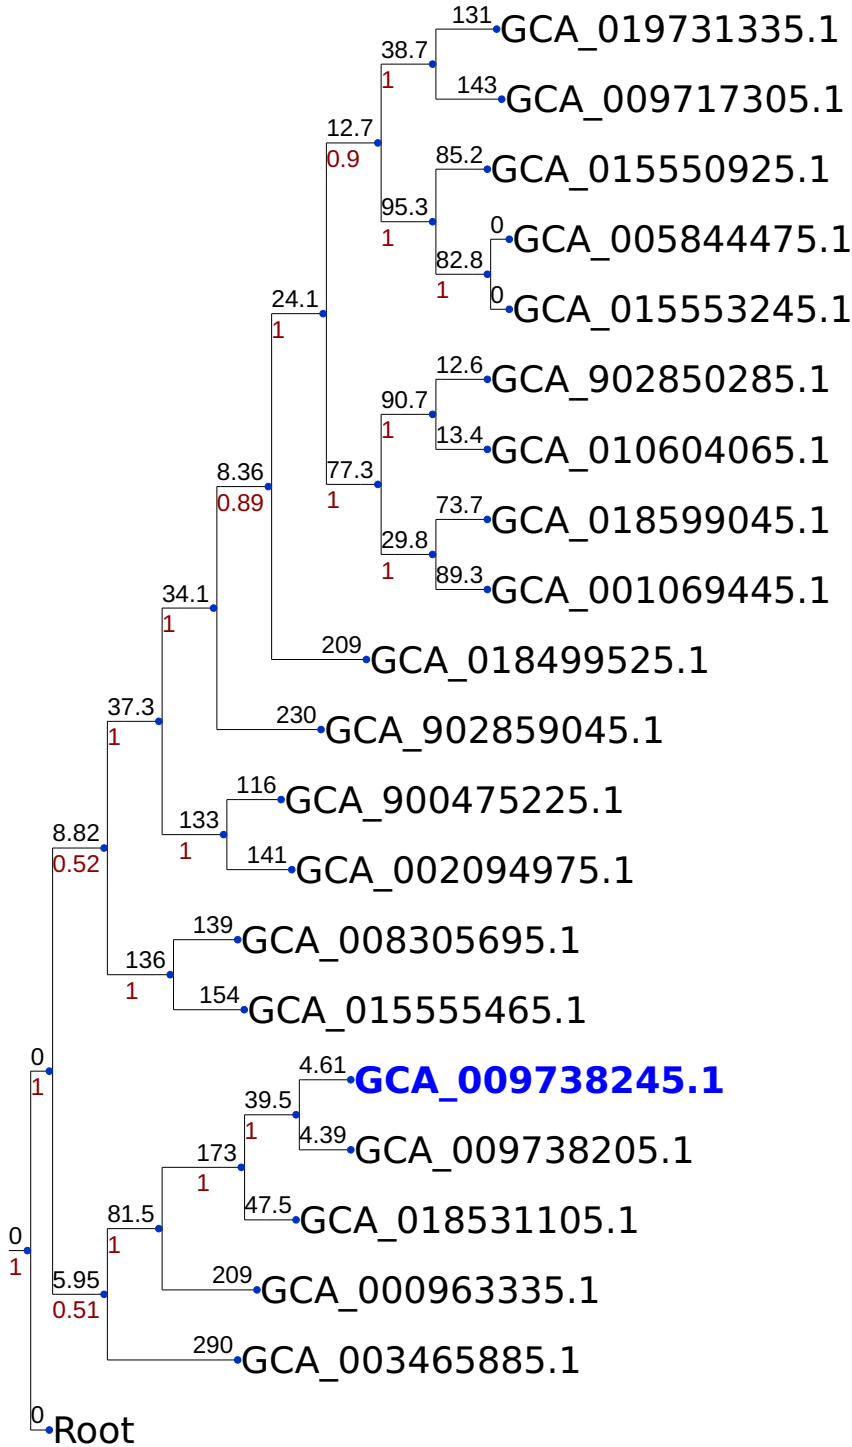 131
GCA_019731335.1
38.7
1
143
GCA_009717305.1
12.7
0.9
85.2
GCA_015550925.1
95.3
1
0
GCA_005844475.1
82.8
1
0
GCA_015553245.1
24.1
1
12.6
GCA_902850285.1
90.7
1
13.4
GCA_010604065.1
77.3
1
73.7
GCA_018599045.1
29.8
1
89.3
GCA_001069445.1
8.36
0.89
209
GCA_018499525.1
34.1
1
230
GCA_902859045.1
37.3
1
116
GCA_900475225.1
133
1
141
GCA_002094975.1
8.82
0.52
139
GCA_008305695.1
136
1
154
GCA_015555465.1
0
1
4.61
GCA_009738245.1
39.5
1
4.39
GCA_009738205.1
173
1
47.5
GCA_018531105.1
81.5
1
209
GCA_000963335.1
0
1
5.95
0.51
290
GCA_003465885.1
0
Root